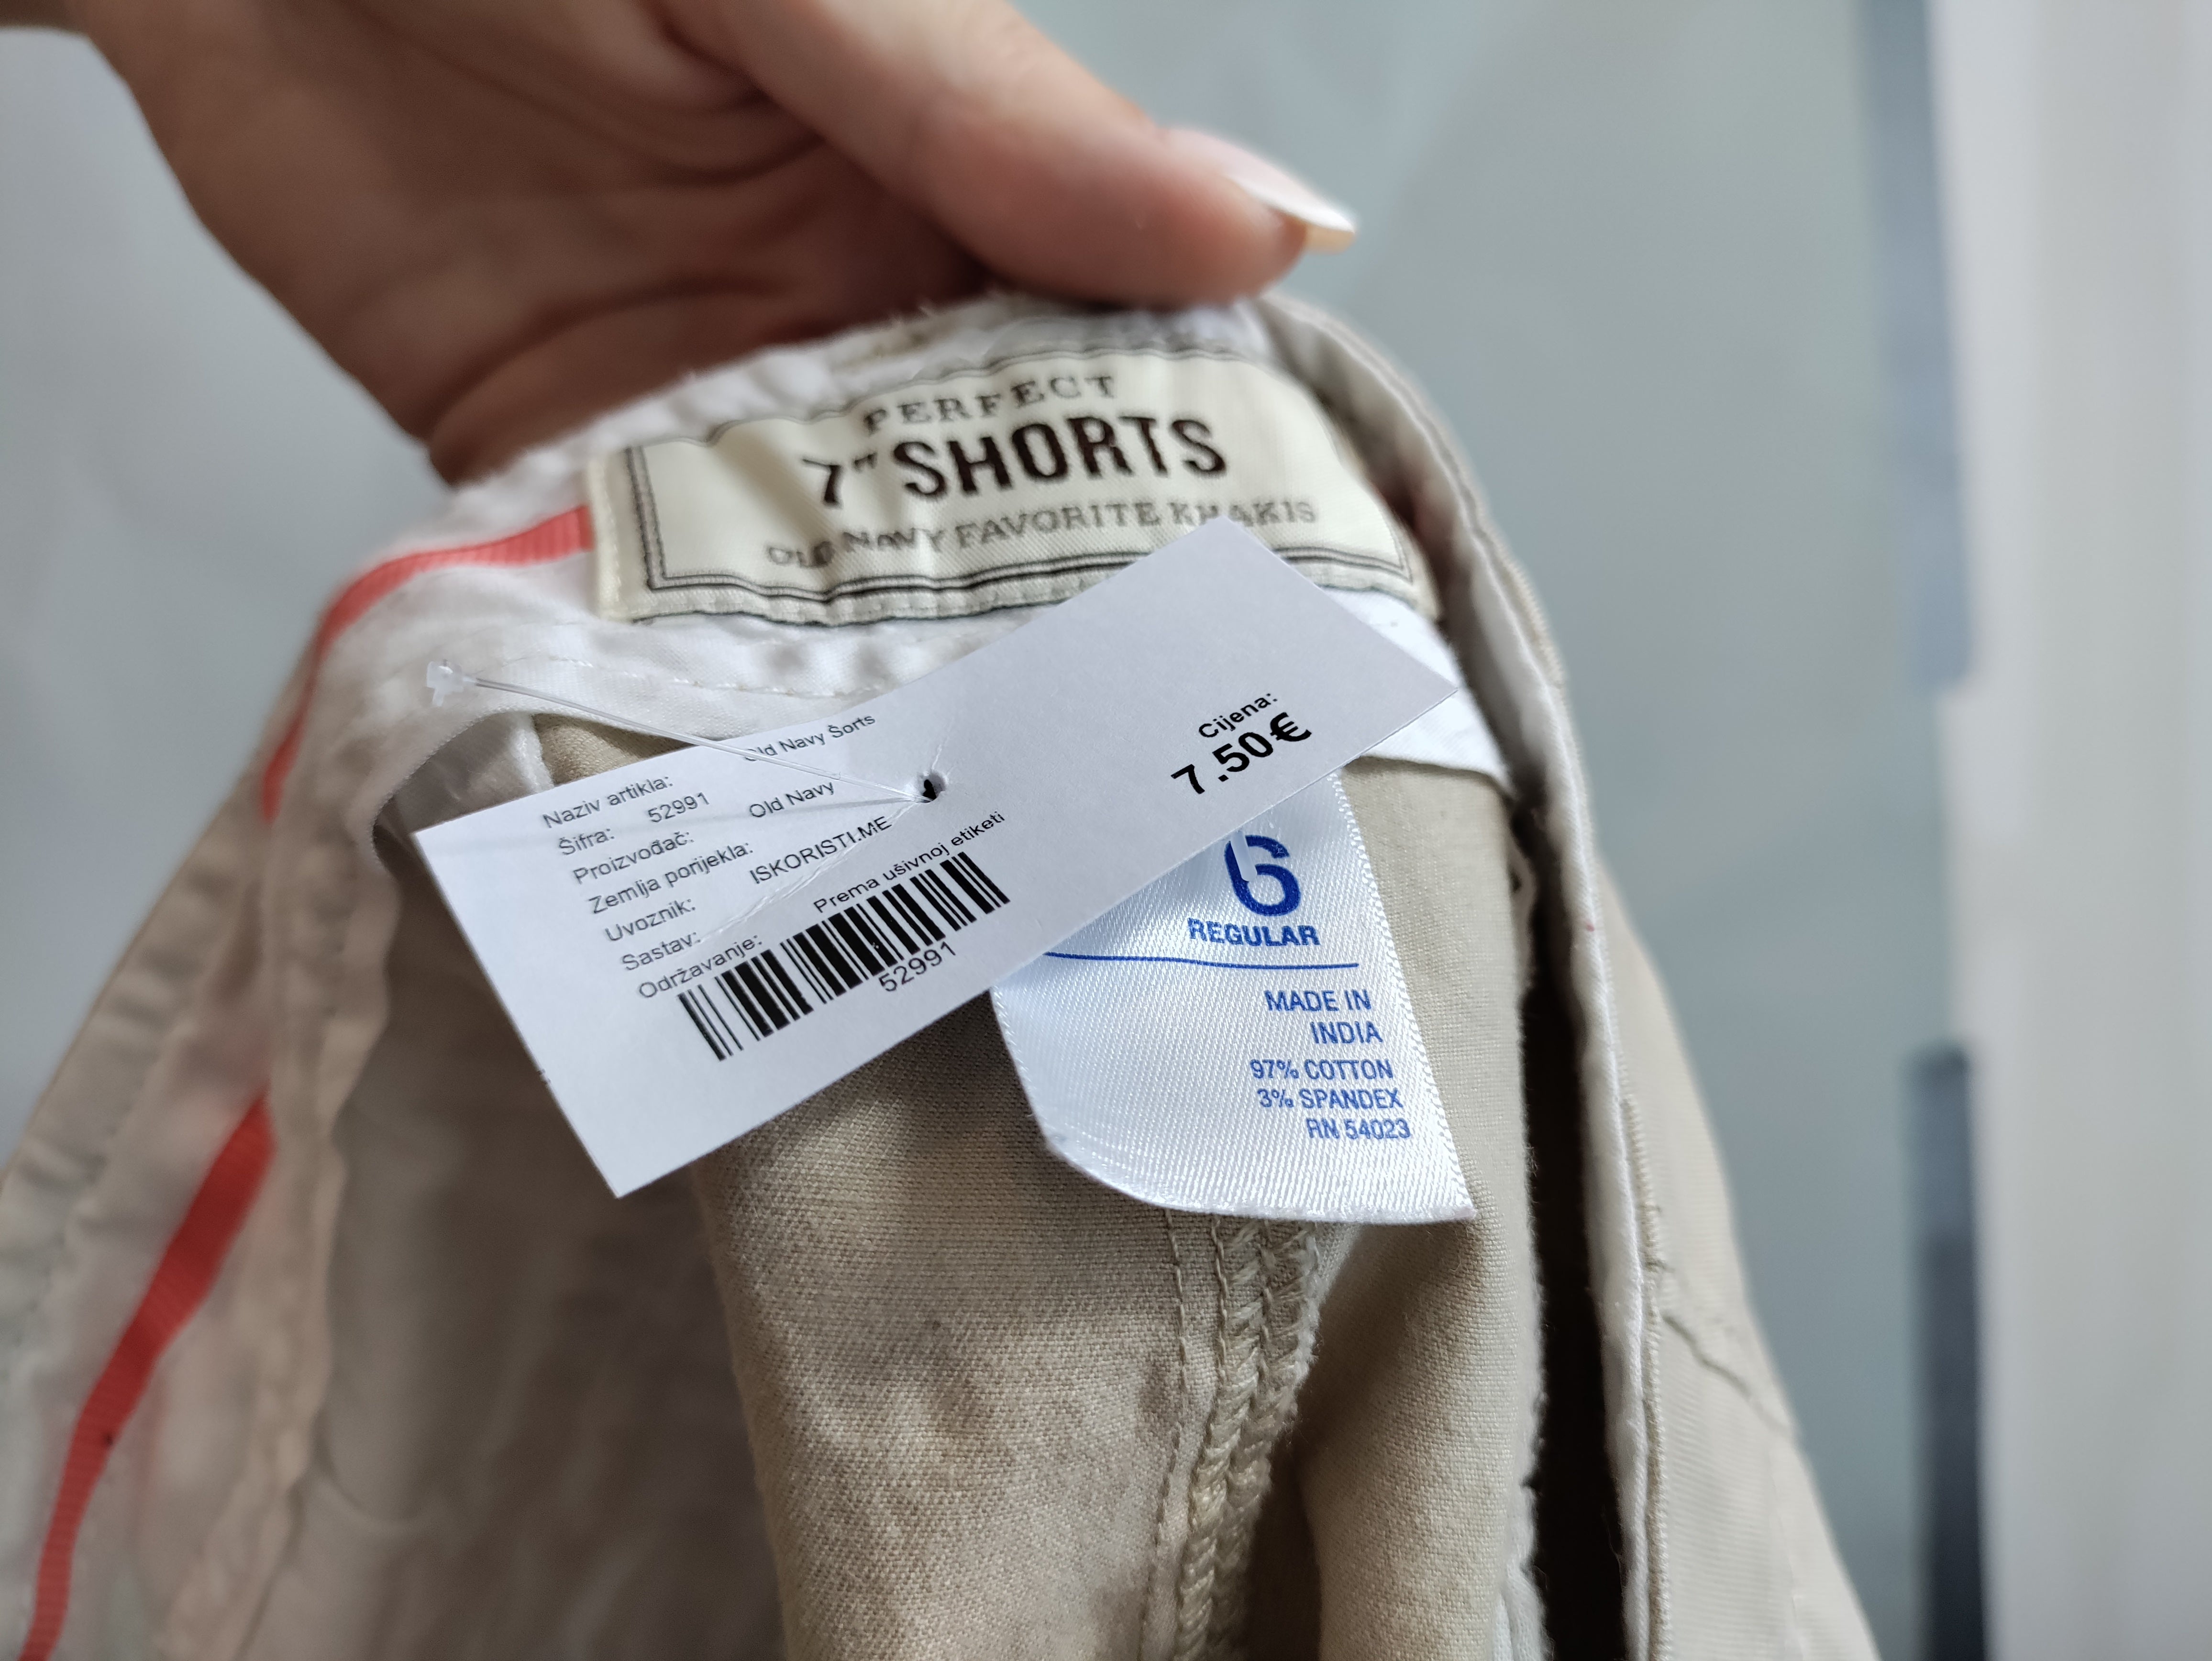 PERFECT
7" SHORTS
OLD NAVY FAVORITE KHAKIS
Naziv artikla: Old Navy Šorts
Šifra: 52991
Proizvođač: Old Navy
Zemlja porijekla:
Uvoznik: ISKORISTI.ME
Sastav:
Održavanje: Prema ušivnoj etiketi
52991
Cijena:
7.50€
6
REGULAR
MADE IN
INDIA
97% COTTON
3% SPANDEX
RN 54023